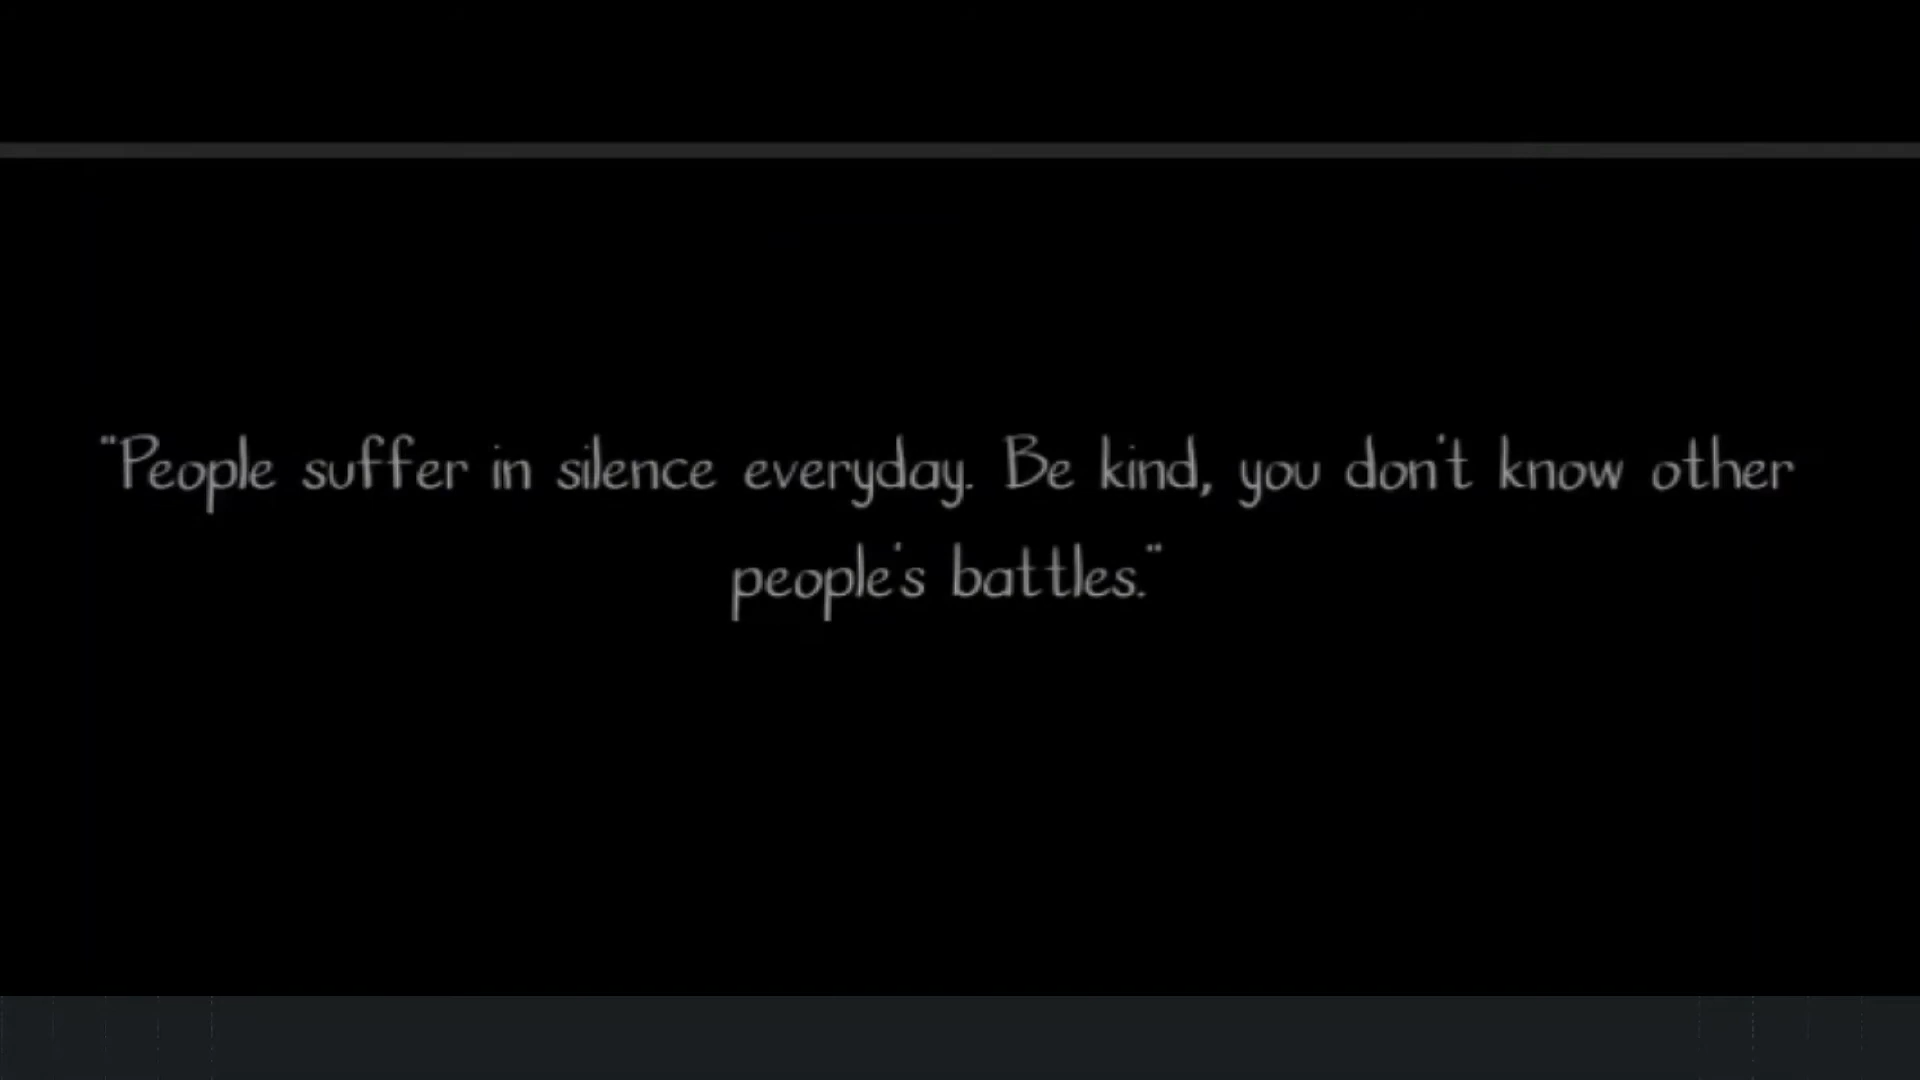 "People suffer in silence everyday. Be kind, you don't know other
people's battles."